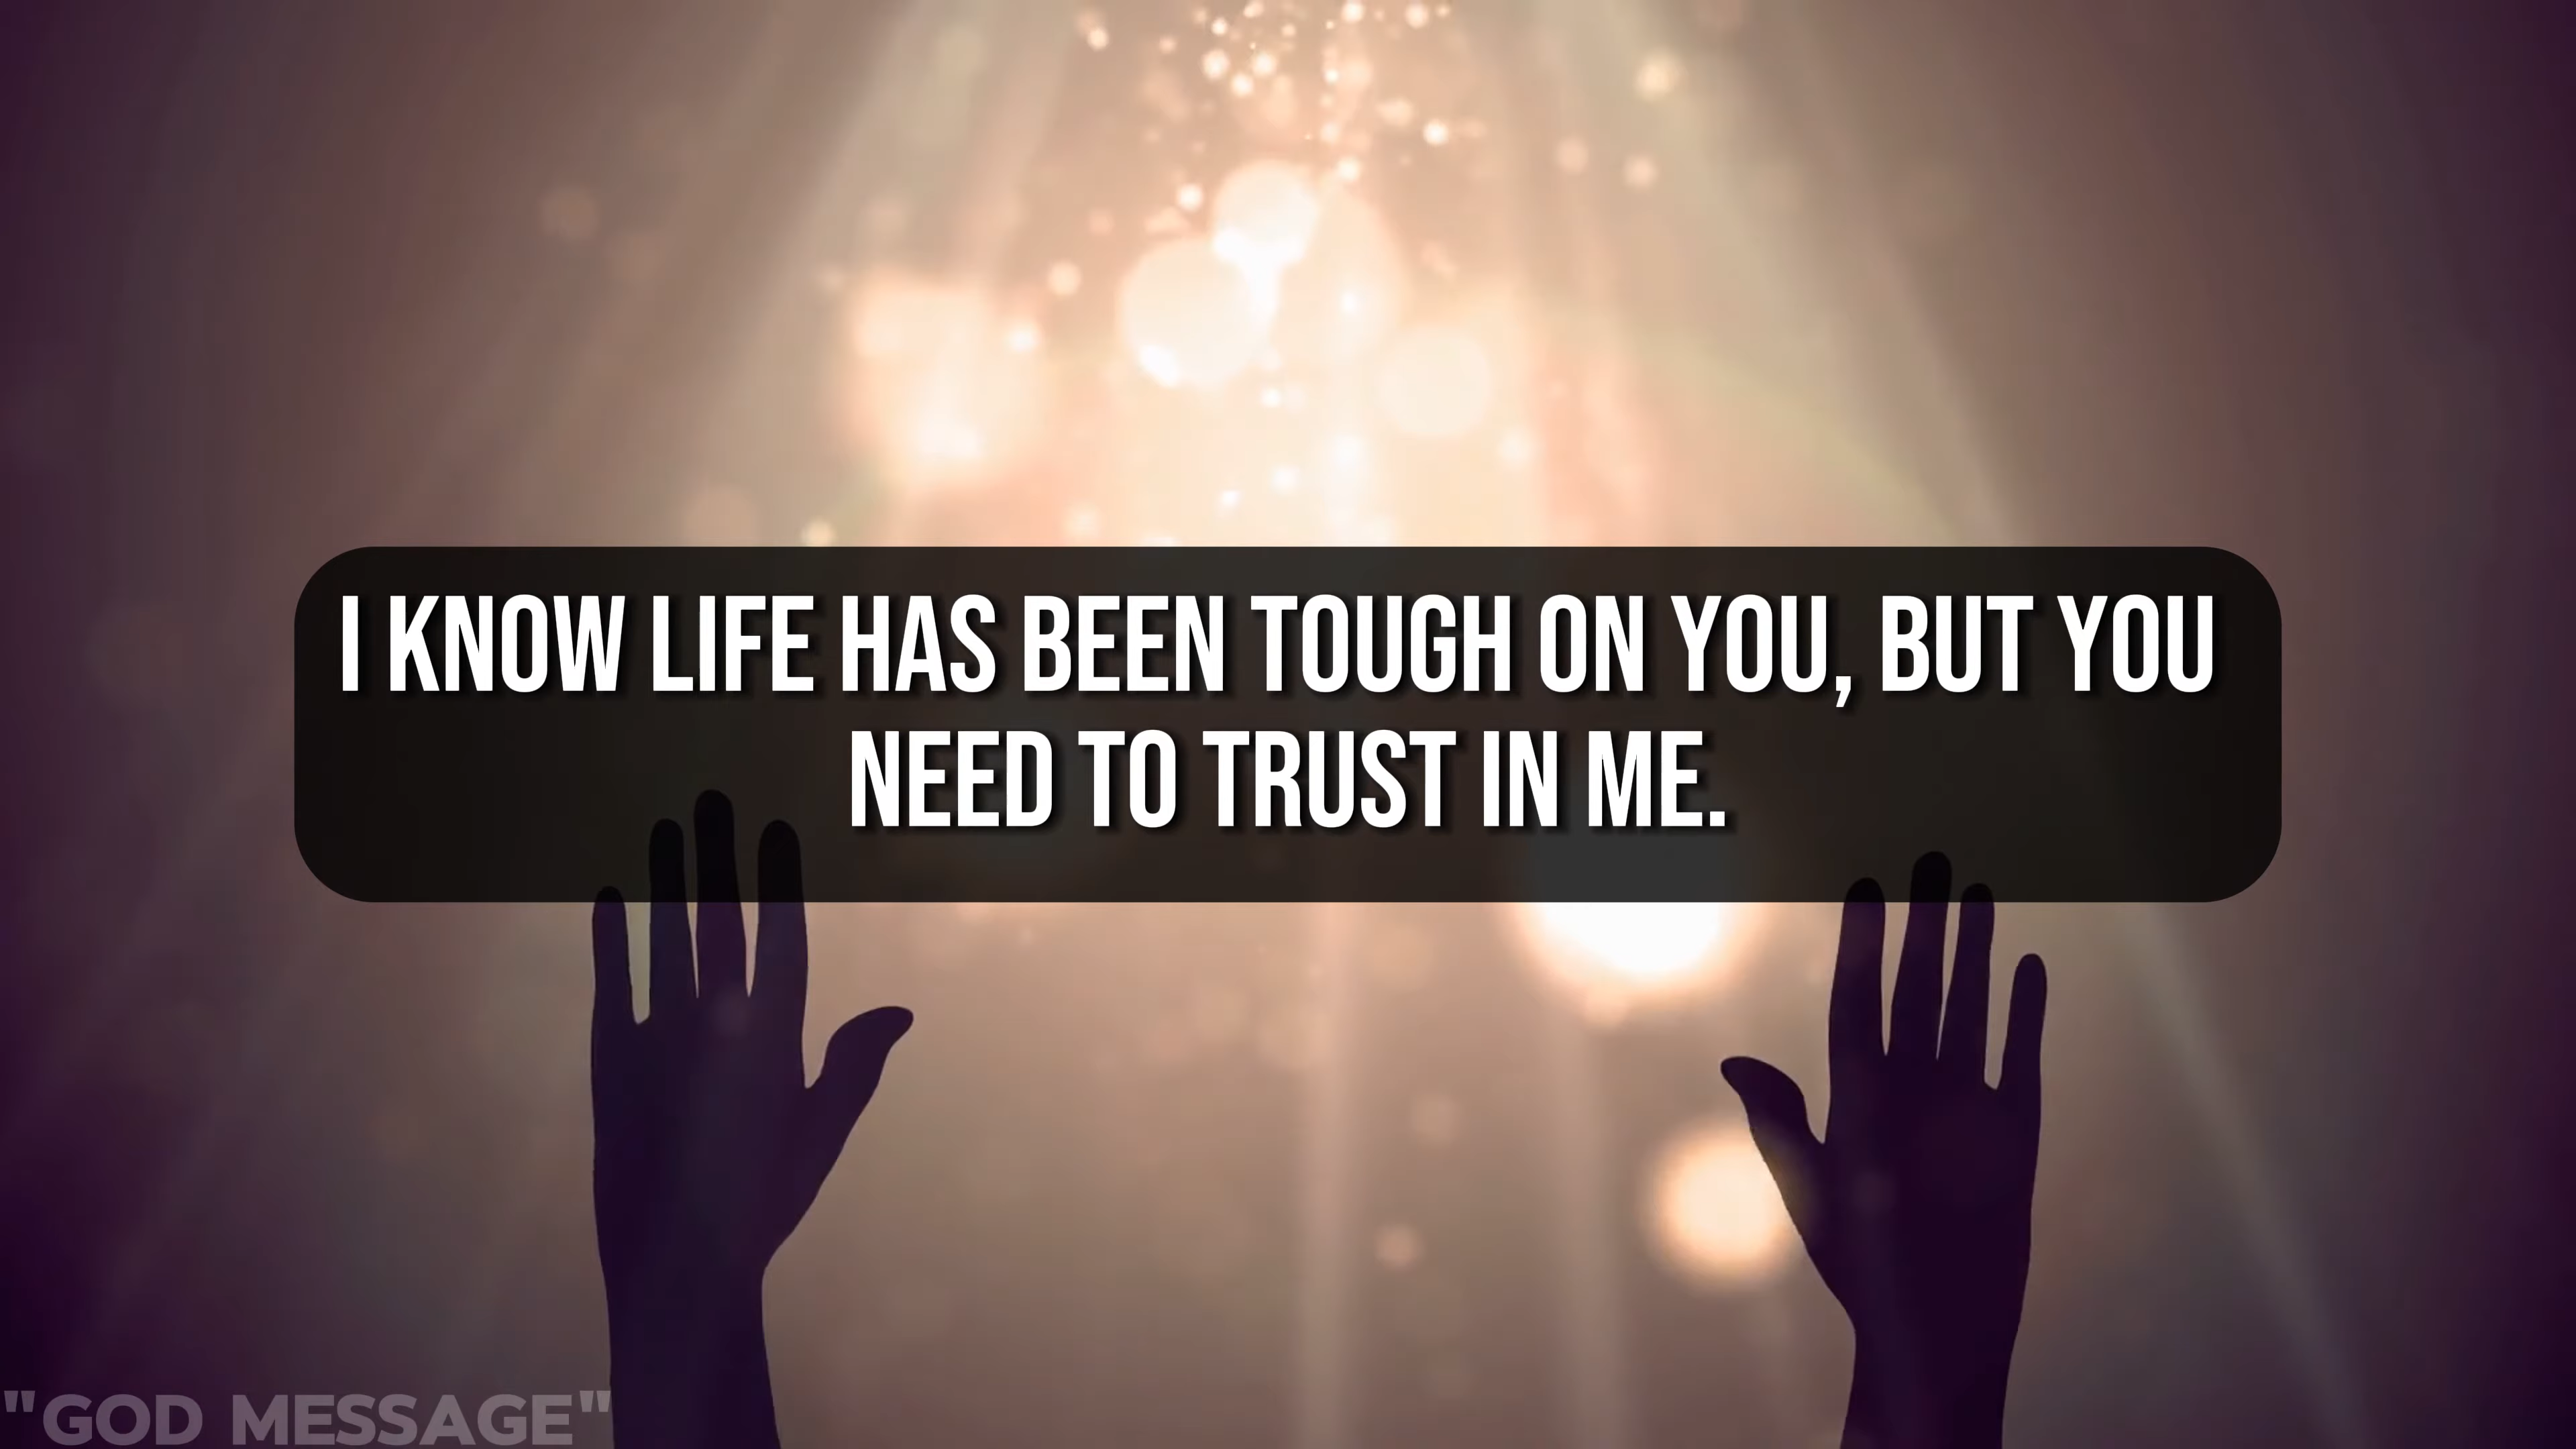 I KNOW LIFE HAS BEEN TOUGH ON YOU, BUT YOU
NEED TO TRUST IN ME.
"GOD MESSAGE"